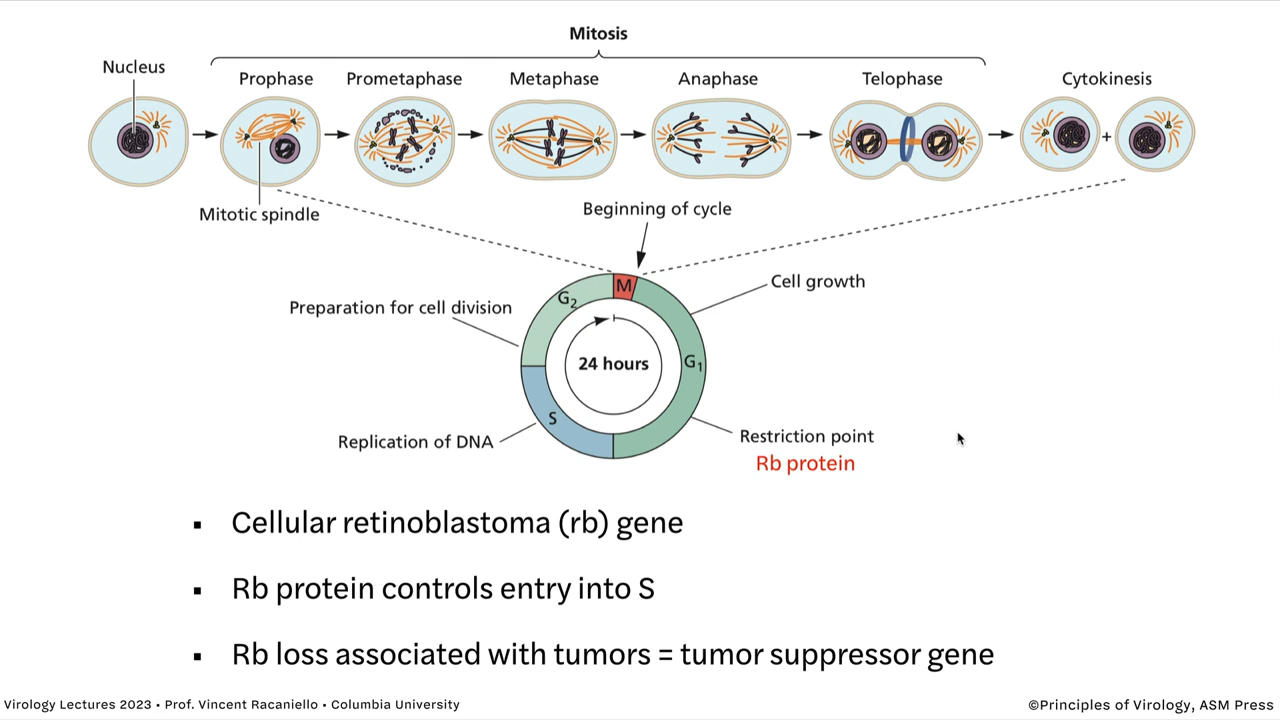 Mitosis
Nucleus
Prophase
Prometaphase
Metaphase
Anaphase
Telophase
Cytokinesis
+
Mitotic spindle
Beginning of cycle
M
G₂
Cell growth
Preparation for cell division
24 hours
G₁
S
Replication of DNA
Restriction point
Rb protein
▪ Cellular retinoblastoma (rb) gene
▪ Rb protein controls entry into S
▪ Rb loss associated with tumors = tumor suppressor gene
Virology Lectures 2023 • Prof. Vincent Racaniello • Columbia University
©Principles of Virology, ASM Press